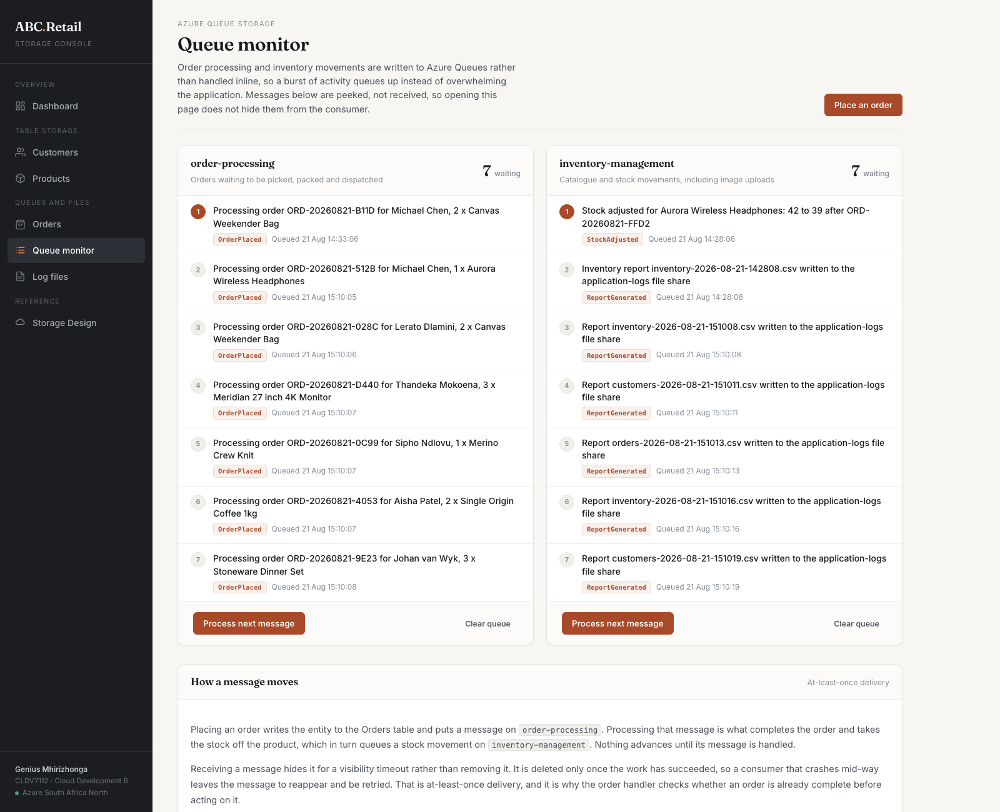 ABC.Retail
STORAGE CONSOLE
OVERVIEW
Dashboard
TABLE STORAGE
Customers
Products
QUEUES AND FILES
Orders
Queue monitor
Log files
REFERENCE
Storage Design
Genius Mhirizhonga
CLDV7112 · Cloud Development B
Azure South Africa North
AZURE QUEUE STORAGE
Queue monitor
Order processing and inventory movements are written to Azure Queues rather
than handled inline, so a burst of activity queues up instead of overwhelming
the application. Messages below are peeked, not received, so opening this
page does not hide them from the consumer.
Place an order
order-processing
Orders waiting to be picked, packed and dispatched
7 waiting
1
Processing order ORD-20260821-B11D for Michael Chen, 2 x Canvas
Weekender Bag
OrderPlaced Queued 21 Aug 14:33:06
2
Processing order ORD-20260821-512B for Michael Chen, 1 x Aurora
Wireless Headphones
OrderPlaced Queued 21 Aug 15:10:05
3
Processing order ORD-20260821-028C for Lerato Dlamini, 2 x Canvas
Weekender Bag
OrderPlaced Queued 21 Aug 15:10:06
4
Processing order ORD-20260821-D440 for Thandeka Mokoena, 3 x
Meridian 27 inch 4K Monitor
OrderPlaced Queued 21 Aug 15:10:07
5
Processing order ORD-20260821-0C99 for Sipho Ndlovu, 1 x Merino
Crew Knit
OrderPlaced Queued 21 Aug 15:10:07
6
Processing order ORD-20260821-4053 for Aisha Patel, 2 x Single Origin
Coffee 1kg
OrderPlaced Queued 21 Aug 15:10:07
7
Processing order ORD-20260821-9E23 for Johan van Wyk, 3 x
Stoneware Dinner Set
OrderPlaced Queued 21 Aug 15:10:08
Process next message
Clear queue
inventory-management
Catalogue and stock movements, including image uploads
7 waiting
1
Stock adjusted for Aurora Wireless Headphones: 42 to 39 after ORD-
20260821-FFD2
StockAdjusted Queued 21 Aug 14:28:06
2
Inventory report inventory-2026-08-21-142808.csv written to the
application-logs file share
ReportGenerated Queued 21 Aug 14:28:08
3
Report inventory-2026-08-21-151008.csv written to the application-logs
file share
ReportGenerated Queued 21 Aug 15:10:08
4
Report customers-2026-08-21-151011.csv written to the application-logs
file share
ReportGenerated Queued 21 Aug 15:10:11
5
Report orders-2026-08-21-151013.csv written to the application-logs file
share
ReportGenerated Queued 21 Aug 15:10:13
6
Report inventory-2026-08-21-151016.csv written to the application-logs
file share
ReportGenerated Queued 21 Aug 15:10:16
7
Report customers-2026-08-21-151019.csv written to the application-logs
file share
ReportGenerated Queued 21 Aug 15:10:19
Process next message
Clear queue
How a message moves
At-least-once delivery
Placing an order writes the entity to the Orders table and puts a message on order-processing. Processing that message is what completes the order and takes
the stock off the product, which in turn queues a stock movement on inventory-management. Nothing advances until its message is handled.
Receiving a message hides it for a visibility timeout rather than removing it. It is deleted only once the work has succeeded, so a consumer that crashes mid-way
leaves the message to reappear and be retried. That is at-least-once delivery, and it is why the order handler checks whether an order is already complete before
acting on it.